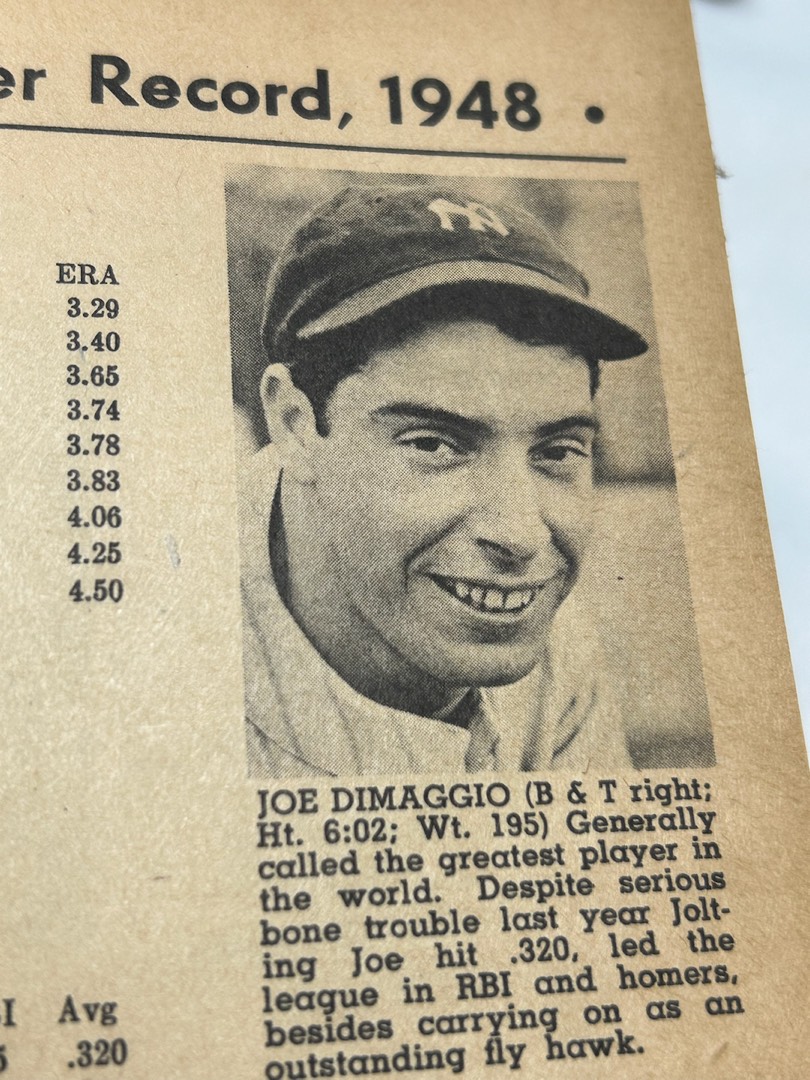 er Record, 1948 •
ERA
3.29
3.40
3.65
3.74
3.78
3.83
4.06
4.25
4.50
NY
JOE DIMAGGIO (B & T right;
Ht. 6:02; Wt. 195) Generally
called the greatest player in
the world. Despite serious
bone trouble last year Jolt-
ing Joe hit .320, led the
league in RBI and homers,
besides carrying on as an
outstanding fly hawk.
I Avg
5 .320